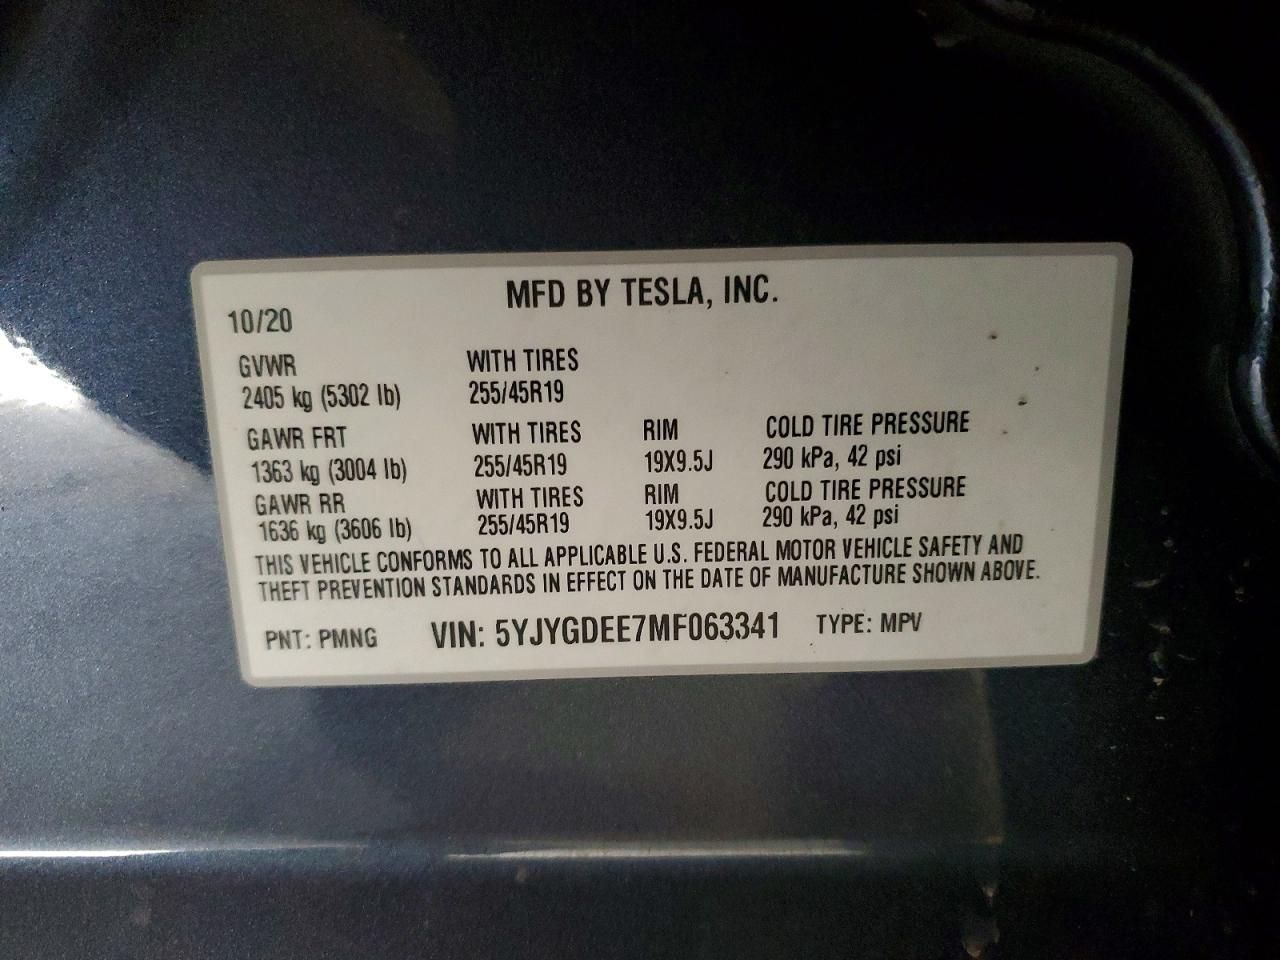 MFD BY TESLA, INC.
10/20
GVWR WITH TIRES
2405 kg (5302 lb) 255/45R19
GAWR FRT WITH TIRES RIM COLD TIRE PRESSURE
1363 kg (3004 lb) 255/45R19 19X9.5J 290 kPa, 42 psi
GAWR RR WITH TIRES RIM COLD TIRE PRESSURE
1636 kg (3606 lb) 255/45R19 19X9.5J 290 kPa, 42 psi
THIS VEHICLE CONFORMS TO ALL APPLICABLE U.S. FEDERAL MOTOR VEHICLE SAFETY AND
THEFT PREVENTION STANDARDS IN EFFECT ON THE DATE OF MANUFACTURE SHOWN ABOVE.
PNT: PMNG VIN: 5YJYGDEE7MF063341 TYPE: MPV